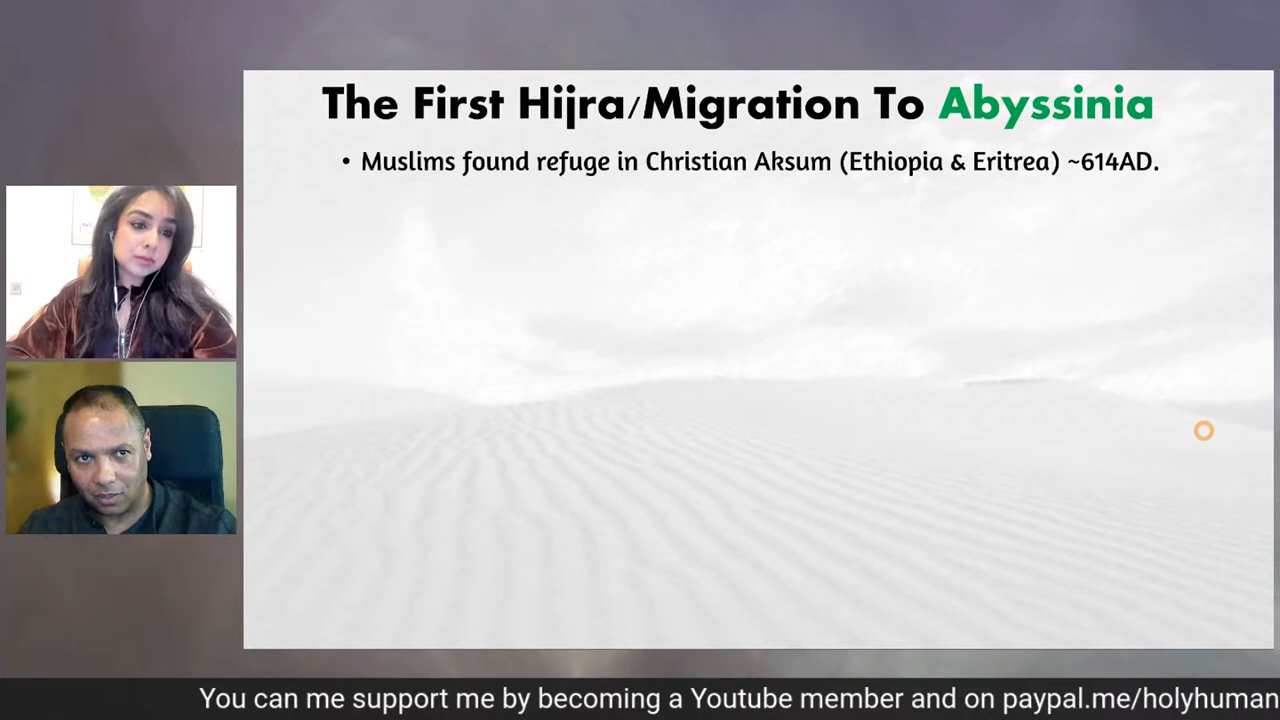 The First Hijra/Migration To Abyssinia
• Muslims found refuge in Christian Aksum (Ethiopia & Eritrea) ~614AD.
You can me support me by becoming a Youtube member and on paypal.me/holyhuman